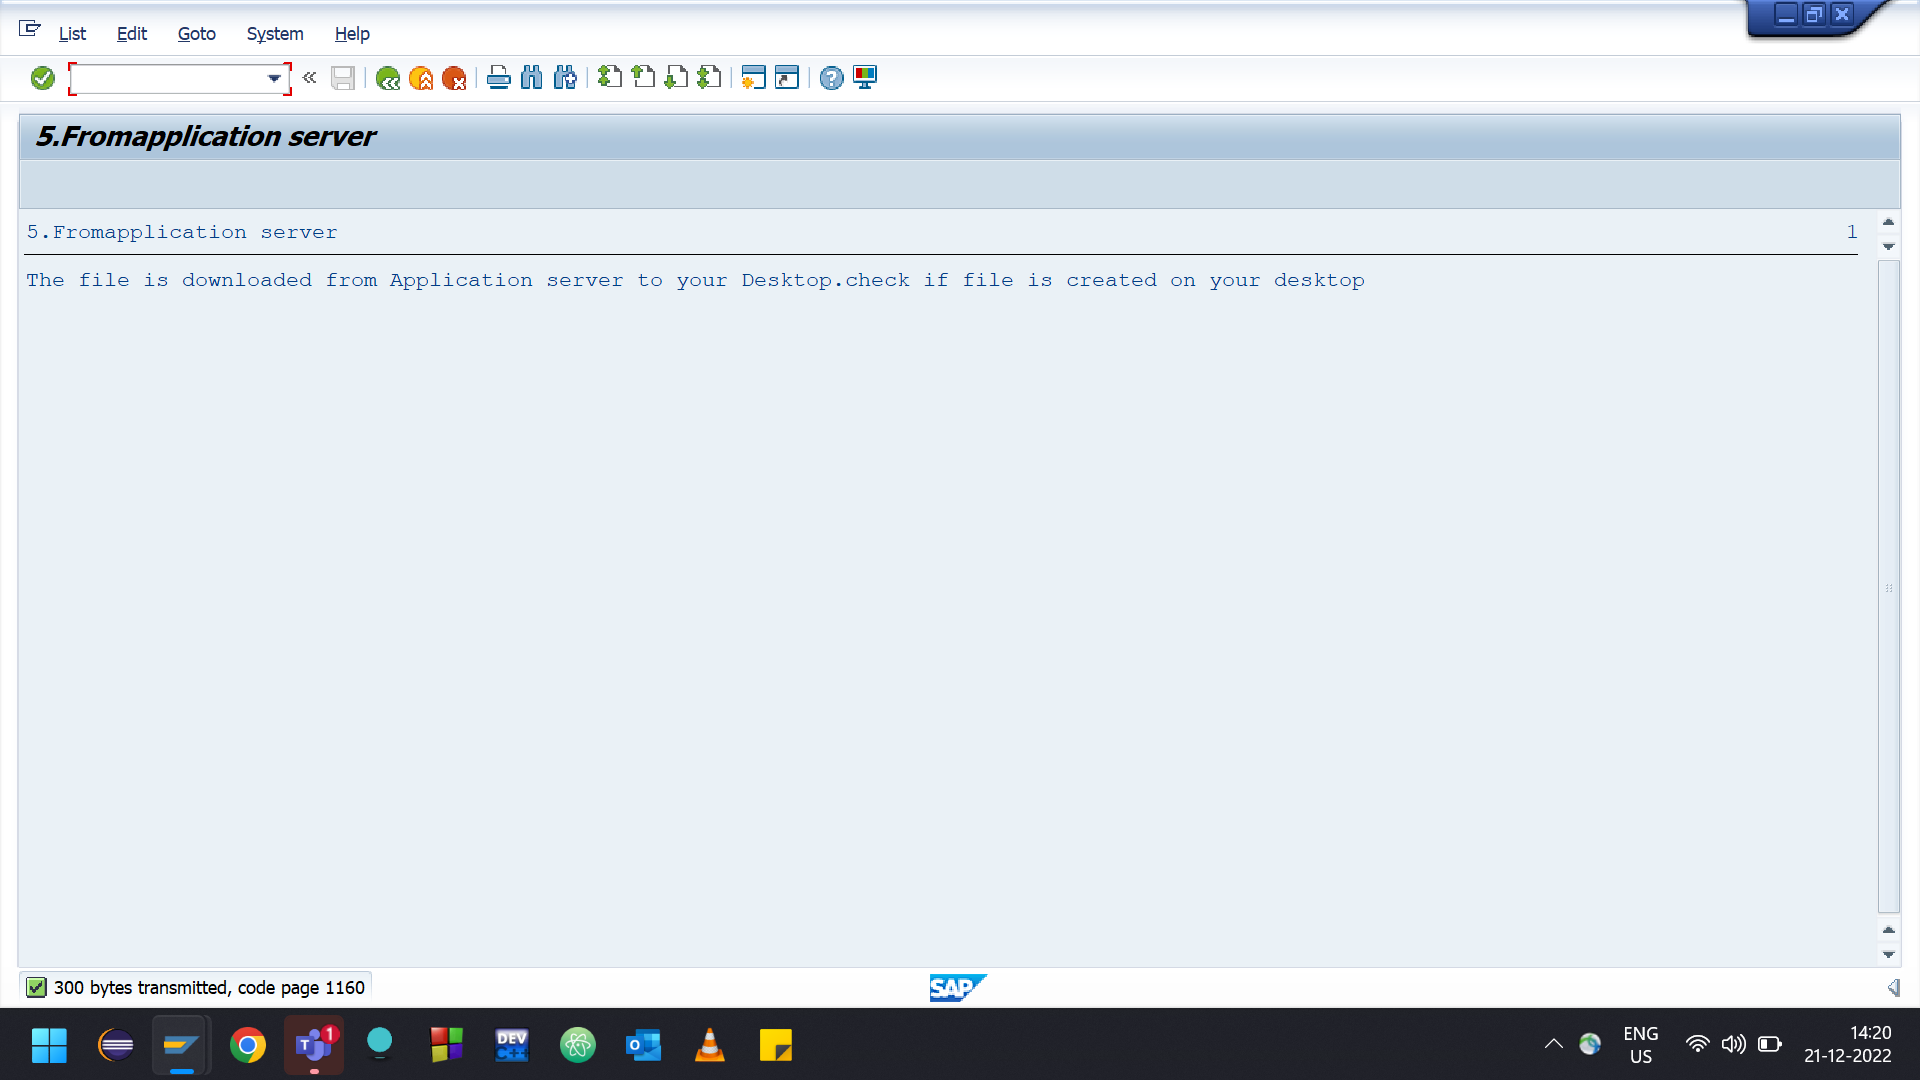 List Edit Goto System Help
5.Fromapplication server
5.Fromapplication server 1
The file is downloaded from Application server to your Desktop.check if file is created on your desktop
300 bytes transmitted, code page 1160
SAP
1
DEV
C++
ENG
US
14:20
21-12-2022